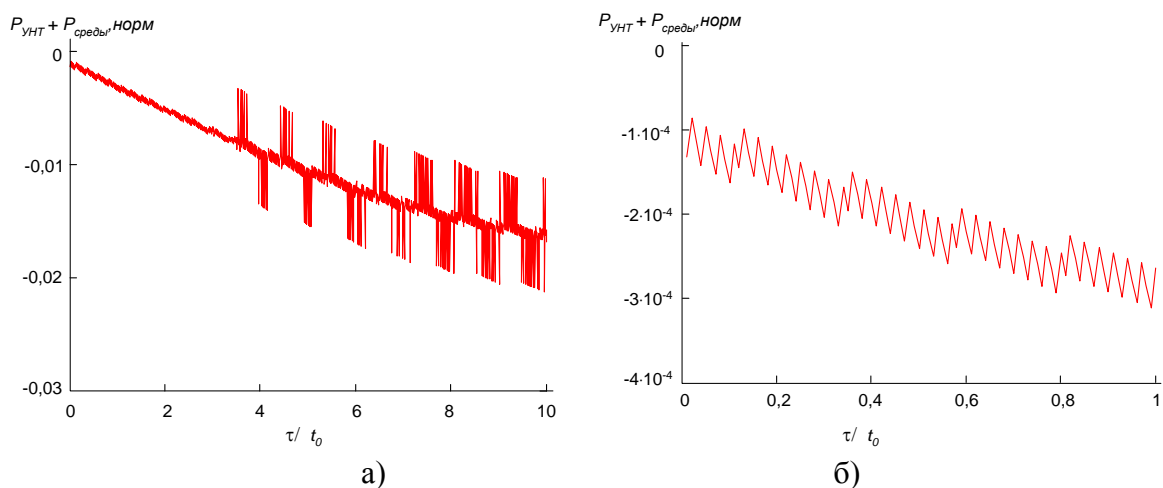 P_УНТ + P_среды, норм
0
-0,01
-0,02
-0,03
0 2 4 6 8 10
τ/ t_0
а)
P_УНТ + P_среды, норм
0
-1·10^-4
-2·10^-4
-3·10^-4
-4·10^-4
0 0,2 0,4 0,6 0,8 1
τ/ t_0
б)